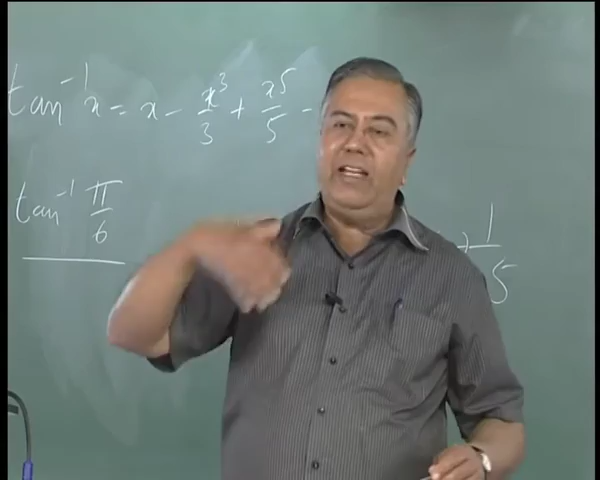 tan⁻¹ x = x - x³/3 + x⁵/5 -
tan⁻¹ π/6
+ 1/5